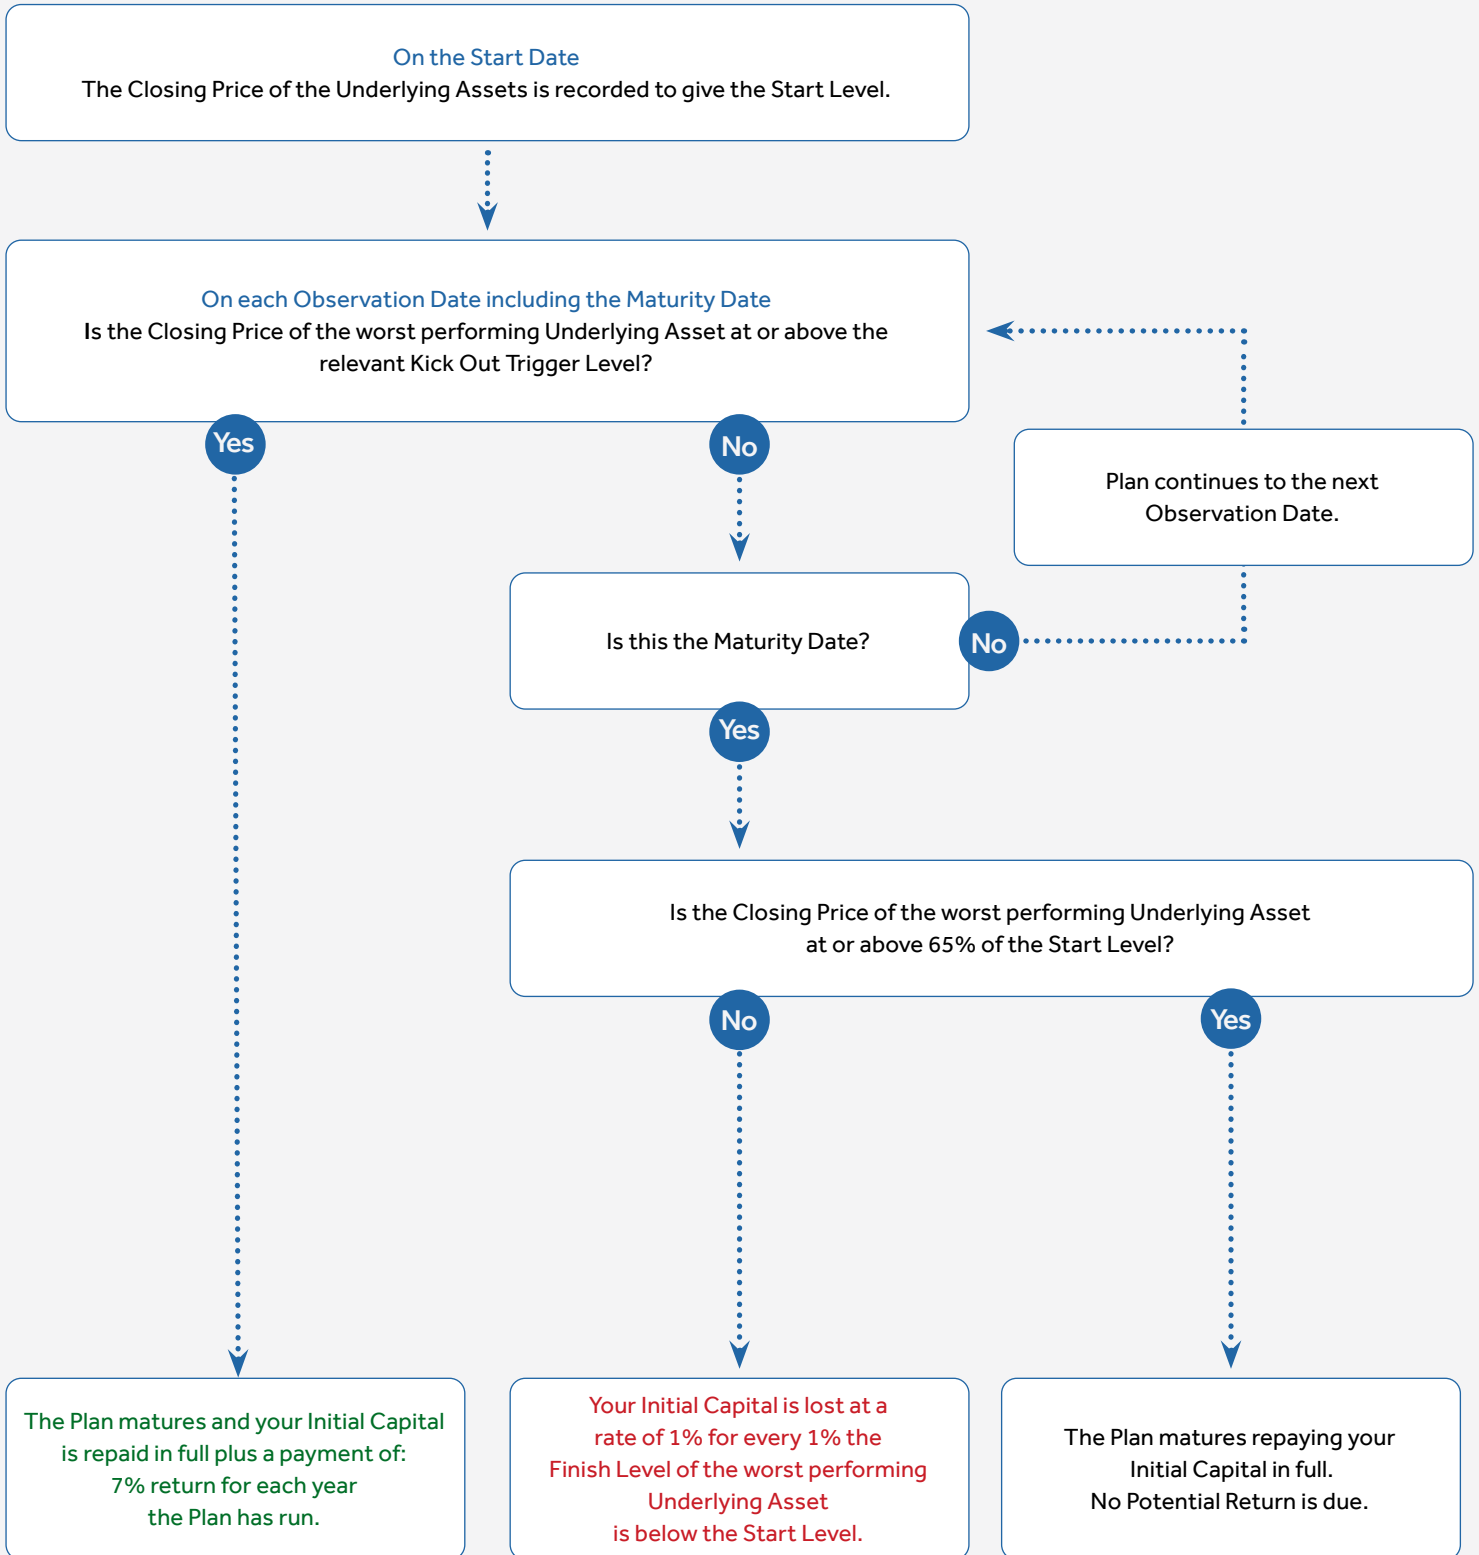 On the Start Date
The Closing Price of the Underlying Assets is recorded to give the Start Level.
On each Observation Date including the Maturity Date
Is the Closing Price of the worst performing Underlying Asset at or above the
relevant Kick Out Trigger Level?
Yes
No
Plan continues to the next
Observation Date.
Is this the Maturity Date?
No
Yes
Is the Closing Price of the worst performing Underlying Asset
at or above 65% of the Start Level?
No
Yes
The Plan matures and your Initial Capital
is repaid in full plus a payment of:
7% return for each year
the Plan has run.
Your Initial Capital is lost at a
rate of 1% for every 1% the
Finish Level of the worst performing
Underlying Asset
is below the Start Level.
The Plan matures repaying your
Initial Capital in full.
No Potential Return is due.